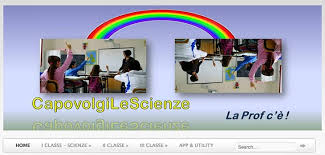 CapovolgiLeScienze
La Prof c'è !
HOME I CLASSE - SCIENZE » II CLASSE » III CLASSE » APP & UTILITY Search...